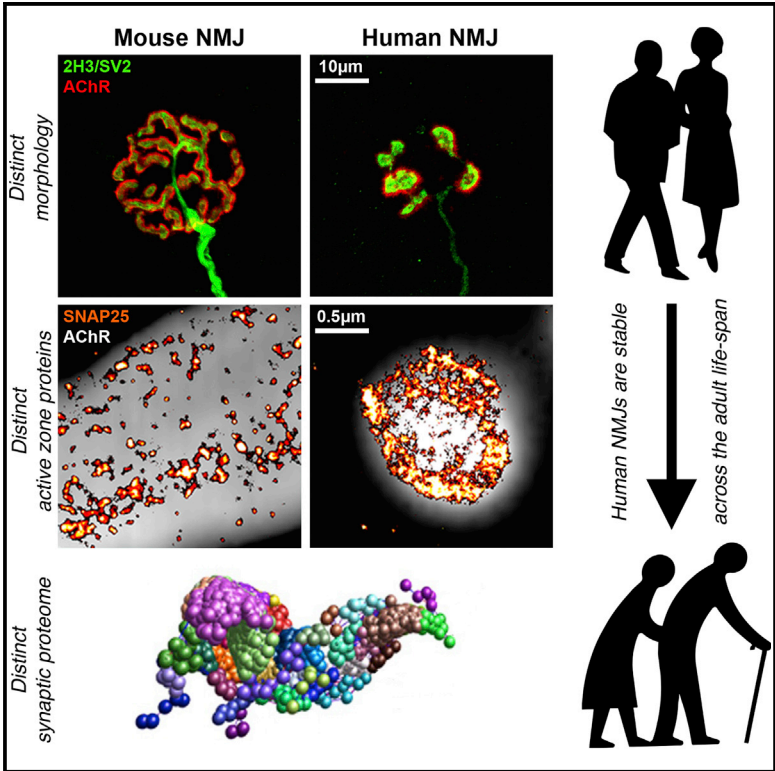 Mouse NMJ
Human NMJ
2H3/SV2
AChR
10µm
Distinct
morphology
SNAP25
AChR
0.5µm
Distinct
active zone proteins
Distinct
synaptic proteome
Human NMJs are stable
across the adult life-span